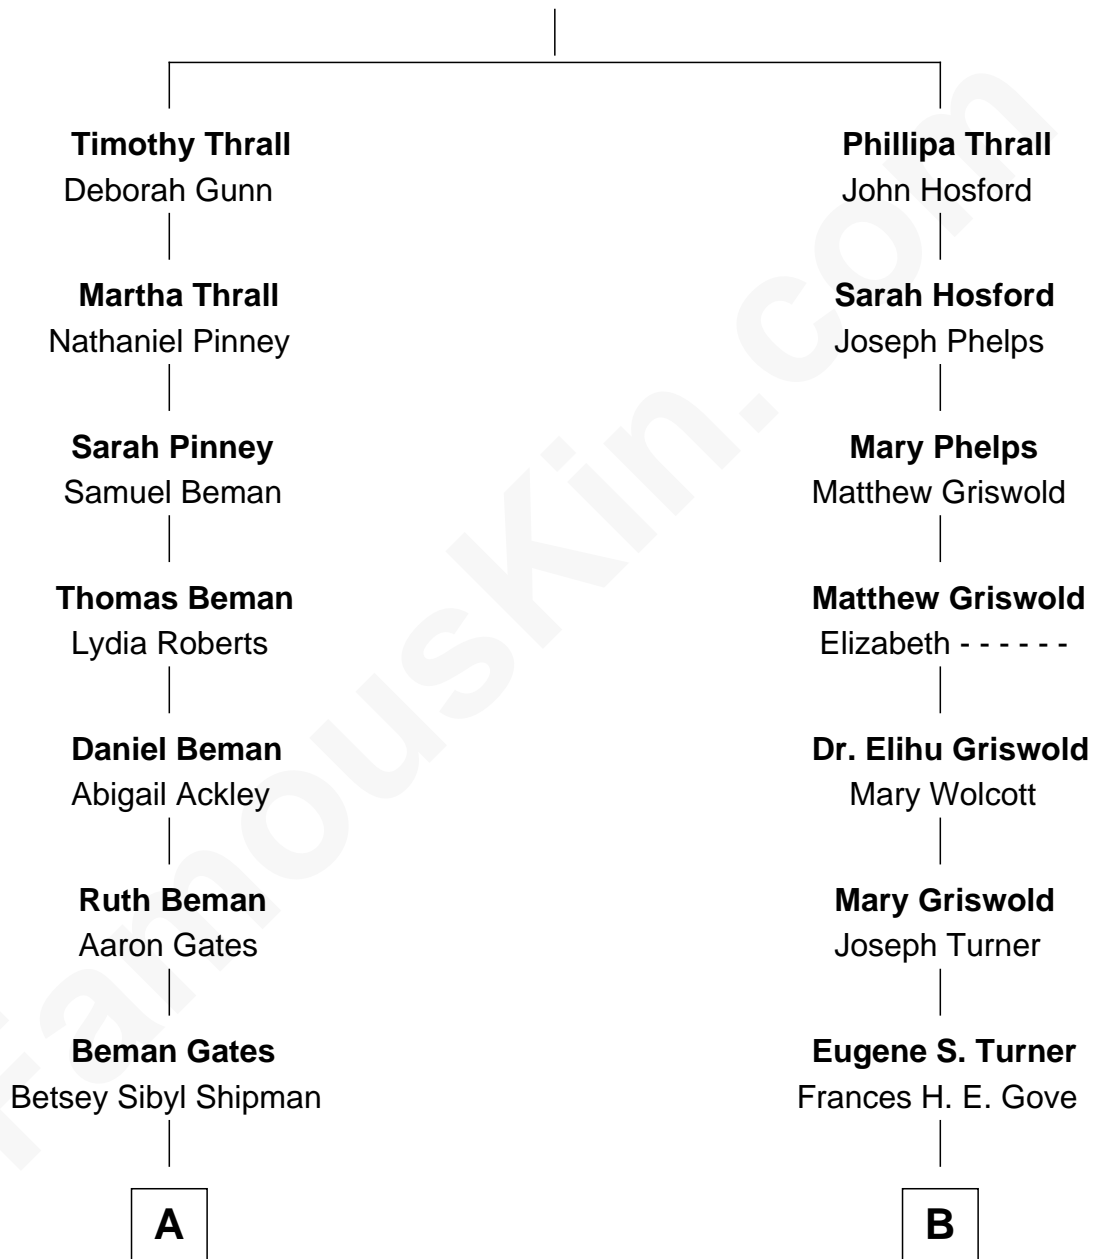 Timothy Thrall
Deborah Gunn
Martha Thrall
Nathaniel Pinney
Sarah Pinney
Samuel Beman
Thomas Beman
Lydia Roberts
Daniel Beman
Abigail Ackley
Ruth Beman
Aaron Gates
Beman Gates
Betsey Sibyl Shipman
A
Phillipa Thrall
John Hosford
Sarah Hosford
Joseph Phelps
Mary Phelps
Matthew Griswold
Matthew Griswold
Elizabeth - - - - - -
Dr. Elihu Griswold
Mary Wolcott
Mary Griswold
Joseph Turner
Eugene S. Turner
Frances H. E. Gove
B
FamousKin.com